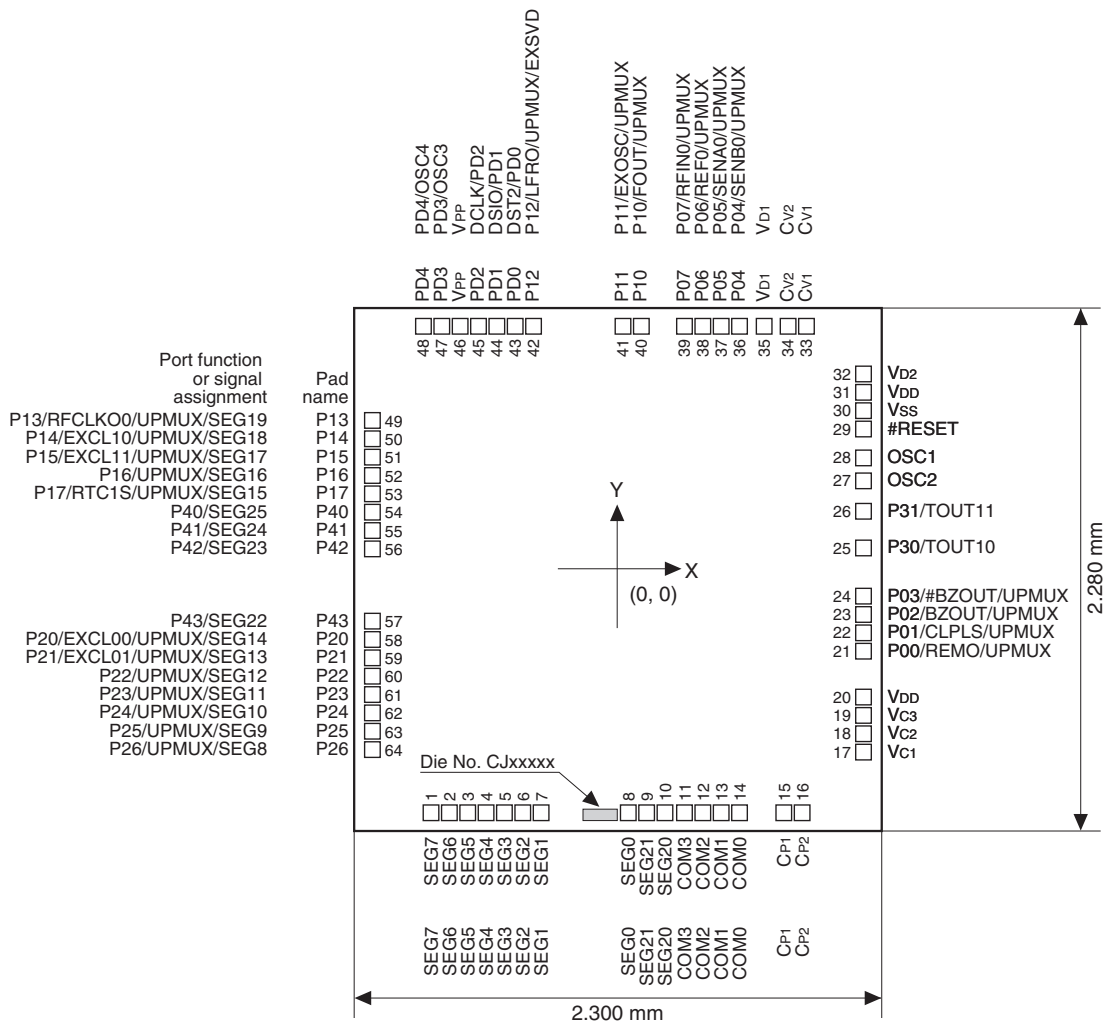 PD4/OSC4
PD3/OSC3
VPP
DCLK/PD2
DSIO/PD1
DST2/PD0
P12/LFRO/UPMUX/EXSVD
P11/EXOSC/UPMUX
P10/FOUT/UPMUX
P07/RFIN0/UPMUX
P06/REF0/UPMUX
P05/SENA0/UPMUX
P04/SENB0/UPMUX
VD1
CV2
CV1
PD4
PD3
VPP
PD2
PD1
PD0
P12
P11
P10
P07
P06
P05
P04
VD1
CV2
CV1
48
47
46
45
44
43
42
41
40
39
38
37
36
35
34
33
Port function
or signal
assignment
Pad
name
P13/RFCLKO0/UPMUX/SEG19 P13 49
P14/EXCL10/UPMUX/SEG18 P14 50
P15/EXCL11/UPMUX/SEG17 P15 51
P16/UPMUX/SEG16 P16 52
P17/RTC1S/UPMUX/SEG15 P17 53
P40/SEG25 P40 54
P41/SEG24 P41 55
P42/SEG23 P42 56
P43/SEG22 P43 57
P20/EXCL00/UPMUX/SEG14 P20 58
P21/EXCL01/UPMUX/SEG13 P21 59
P22/UPMUX/SEG12 P22 60
P23/UPMUX/SEG11 P23 61
P24/UPMUX/SEG10 P24 62
P25/UPMUX/SEG9 P25 63
P26/UPMUX/SEG8 P26 64
Y
X
(0, 0)
32 VD2
31 VDD
30 VSS
29 #RESET
28 OSC1
27 OSC2
26 P31/TOUT11
25 P30/TOUT10
24 P03/#BZOUT/UPMUX
23 P02/BZOUT/UPMUX
22 P01/CLPLS/UPMUX
21 P00/REMO/UPMUX
20 VDD
19 VC3
18 VC2
17 VC1
2.280 mm
Die No. CJxxxxx
1
2
3
4
5
6
7
8
9
10
11
12
13
14
15
16
SEG7
SEG6
SEG5
SEG4
SEG3
SEG2
SEG1
SEG0
SEG21
SEG20
COM3
COM2
COM1
COM0
CP1
CP2
SEG7
SEG6
SEG5
SEG4
SEG3
SEG2
SEG1
SEG0
SEG21
SEG20
COM3
COM2
COM1
COM0
CP1
CP2
2.300 mm